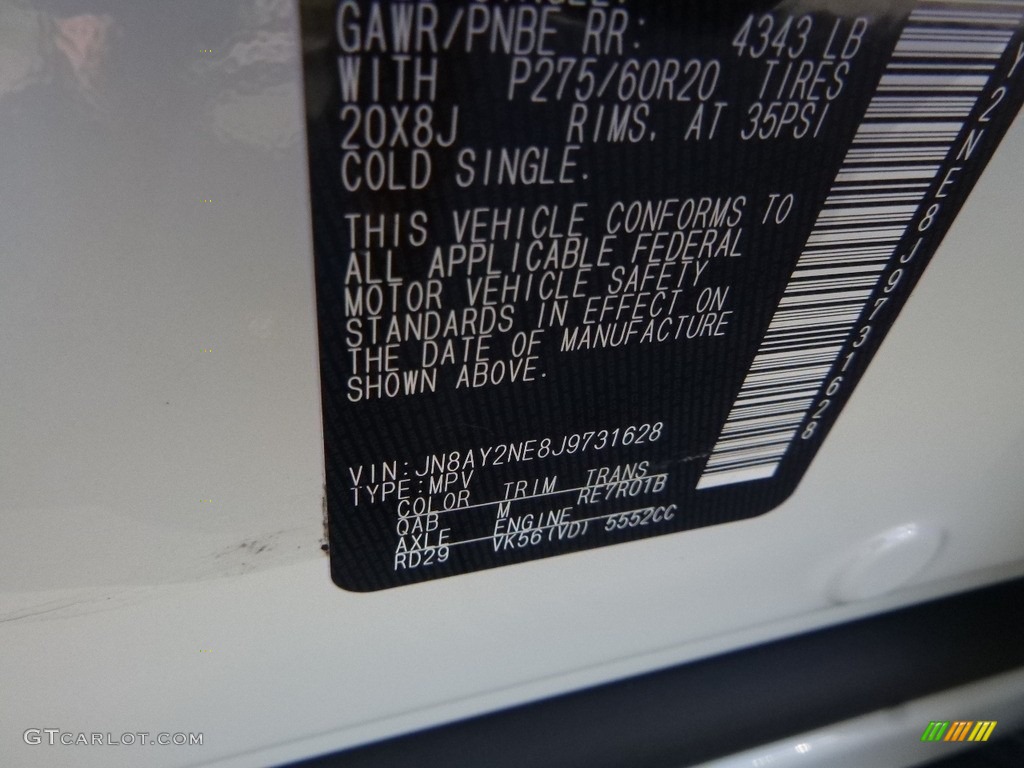 GAWR/PNBE RR: 4343 LB
WITH P275/60R20 TIRES
20X8J RIMS. AT 35PSI
COLD SINGLE.
THIS VEHICLE CONFORMS TO
ALL APPLICABLE FEDERAL
MOTOR VEHICLE SAFETY
STANDARDS IN EFFECT ON
THE DATE OF MANUFACTURE
SHOWN ABOVE.
VIN:JN8AY2NE8J9731628
TYPE:MPV
COLOR TRIM TRANS
QAB M RE7R01B
AXLE ENGINE
RD29 VK56(VD) 5552CC
Y2NE8J9731628
GTCARLOT.COM